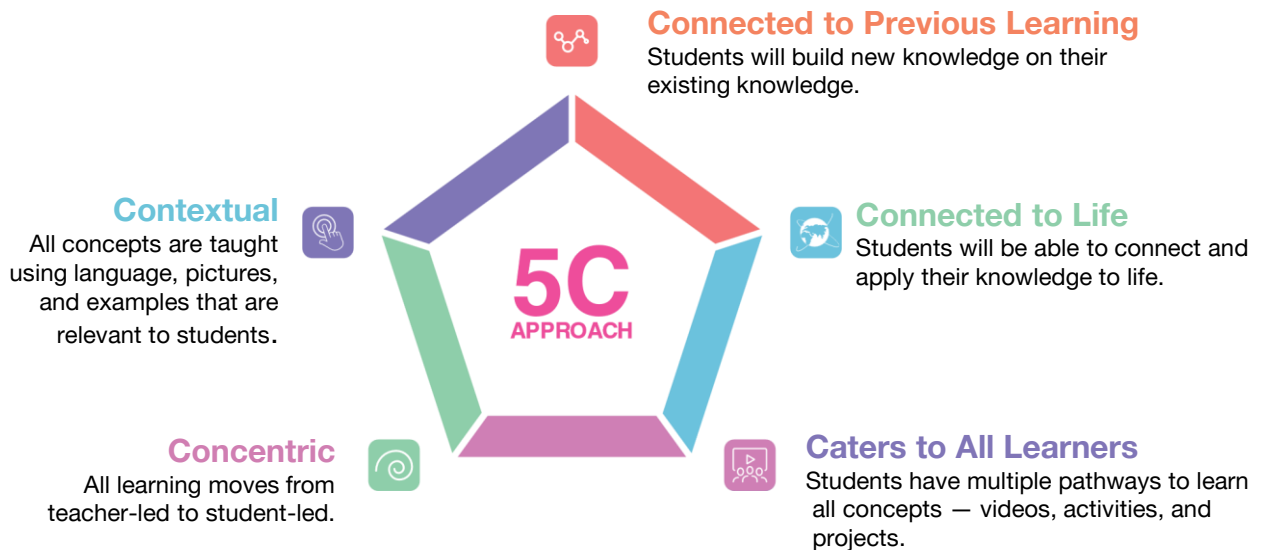 Connected to Previous Learning
Students will build new knowledge on their
existing knowledge.
Contextual
All concepts are taught
using language, pictures,
and examples that are
relevant to students.
5C
APPROACH
Connected to Life
Students will be able to connect and
apply their knowledge to life.
Concentric
All learning moves from
teacher-led to student-led.
Caters to All Learners
Students have multiple pathways to learn
all concepts — videos, activities, and
projects.